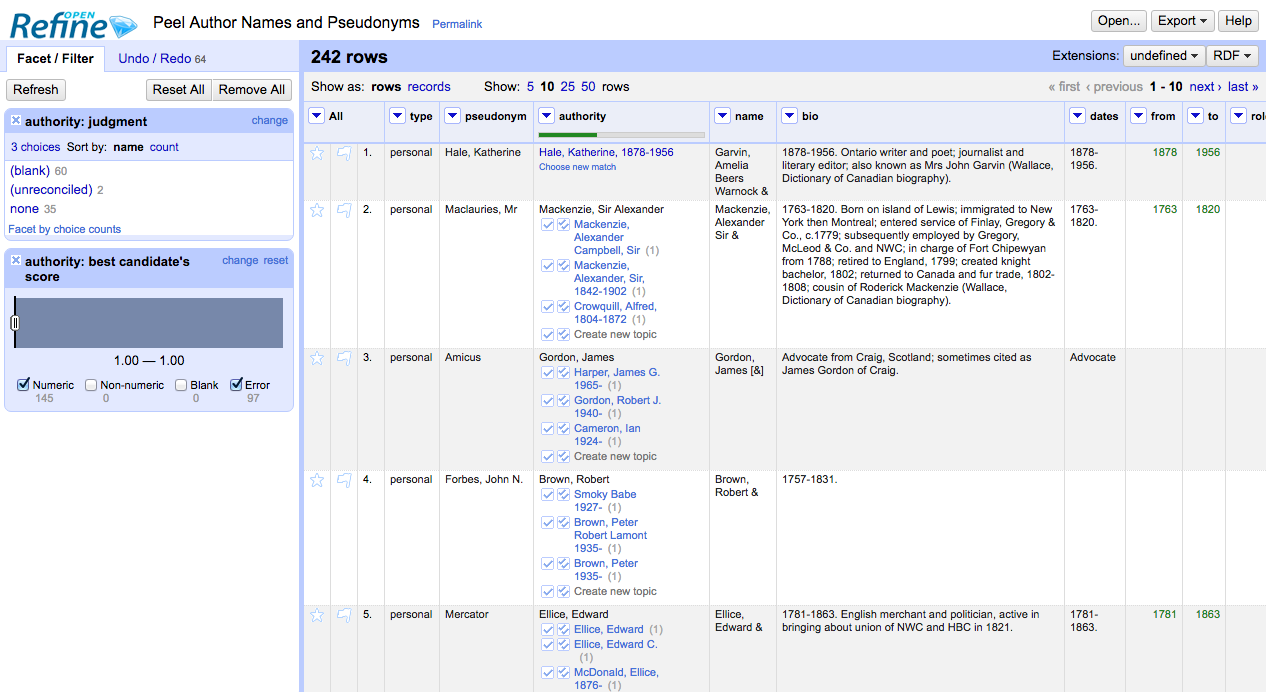 OPEN
Refine
Peel Author Names and Pseudonyms Permalink
Open... Export Help
Facet / Filter Undo / Redo 64
Refresh Reset All Remove All
authority: judgment change
3 choices Sort by: name count
(blank) 60
(unreconciled) 2
none 35
Facet by choice counts
authority: best candidate's score change reset
1.00 — 1.00
Numeric Non-numeric Blank Error
145 0 0 97
242 rows
Extensions: undefined RDF
Show as: rows records Show: 5 10 25 50 rows
« first ‹ previous 1 - 10 next › last »
All type pseudonym authority name bio dates from to role
1. personal Hale, Katherine
Hale, Katherine, 1878-1956
Choose new match
Garvin,
Amelia
Beers
Warnock &
1878-1956. Ontario writer and poet; journalist and
literary editor; also known as Mrs John Garvin (Wallace,
Dictionary of Canadian biography).
1878-
1956.
1878 1956
2. personal Maclauries, Mr
Mackenzie, Sir Alexander
Mackenzie,
Alexander
Campbell, Sir (1)
Mackenzie,
Alexander, Sir,
1842-1902 (1)
Crowquill, Alfred,
1804-1872 (1)
Create new topic
Mackenzie,
Alexander
Sir &
1763-1820. Born on island of Lewis; immigrated to New
York then Montreal; entered service of Finlay, Gregory &
Co., c.1779; subsequently employed by Gregory,
McLeod & Co. and NWC; in charge of Fort Chipewyan
from 1788; retired to England, 1799; created knight
bachelor, 1802; returned to Canada and fur trade, 1802-
1808; cousin of Roderick Mackenzie (Wallace,
Dictionary of Canadian biography).
1763-
1820.
1763 1820
3. personal Amicus
Gordon, James
Harper, James G.
1965- (1)
Gordon, Robert J.
1940- (1)
Cameron, Ian
1924- (1)
Create new topic
Gordon,
James [&]
Advocate from Craig, Scotland; sometimes cited as
James Gordon of Craig.
Advocate
4. personal Forbes, John N.
Brown, Robert
Smoky Babe
1927- (1)
Brown, Peter
Robert Lamont
1935- (1)
Brown, Peter
1935- (1)
Create new topic
Brown,
Robert &
1757-1831.
5. personal Mercator
Ellice, Edward
Ellice, Edward (1)
Ellice, Edward C.
(1)
McDonald, Ellice,
1876- (1)
Ellice,
Edward &
1781-1863. English merchant and politician, active in
bringing about union of NWC and HBC in 1821.
1781-
1863.
1781 1863